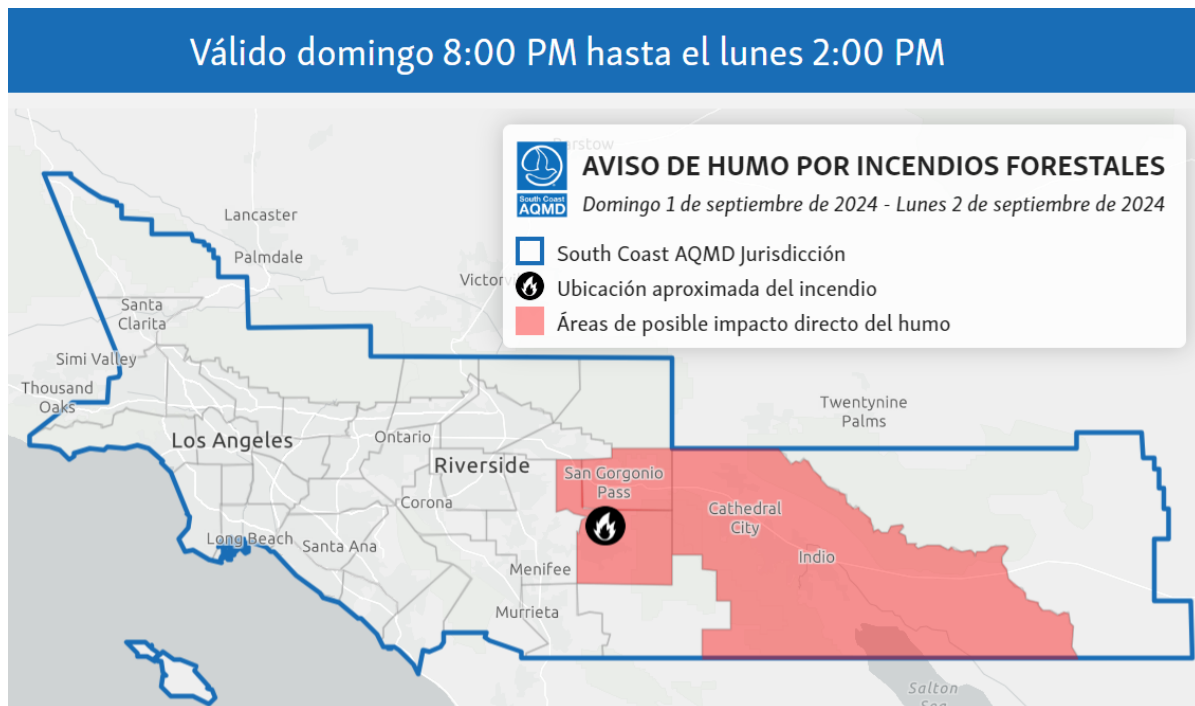 Válido domingo 8:00 PM hasta el lunes 2:00 PM
AVISO DE HUMO POR INCENDIOS FORESTALES
South Coast
AQMD
Domingo 1 de septiembre de 2024 - Lunes 2 de septiembre de 2024
South Coast AQMD Jurisdicción
Ubicación aproximada del incendio
Áreas de posible impacto directo del humo
Lancaster
Palmdale
Santa
Clarita
Simi Valley
Thousand
Oaks
Los Angeles
Ontario
Riverside
Corona
Long Beach
Santa Ana
Menifee
Murrieta
San Gorgonio
Pass
Cathedral
City
Indio
Twentynine
Palms
Salton